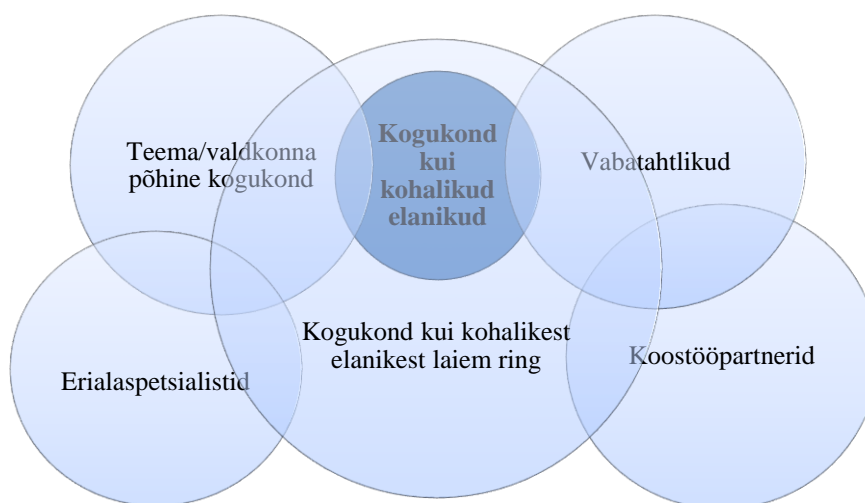 Kogukond
kui
kohalikud
elanikud
Teema/valdkonna
põhine kogukond
Vabatahtlikud
Kogukond kui kohalikest
elanikest laiem ring
Erialaspetsialistid
Koostööpartnerid